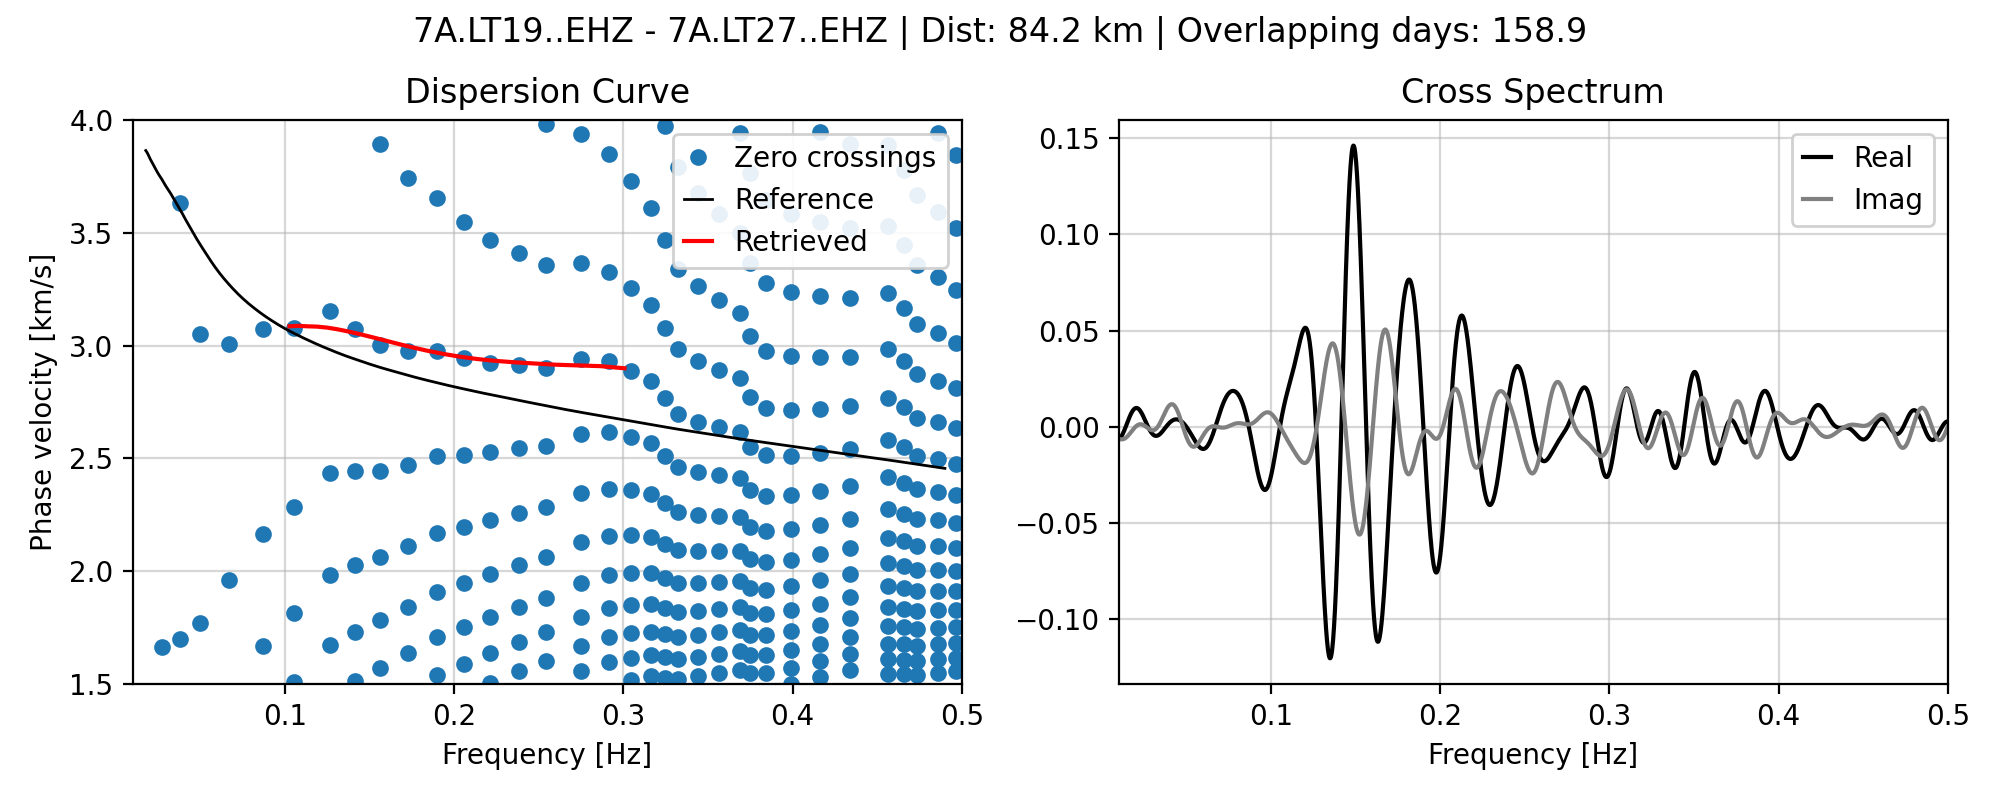 7A.LT19..EHZ - 7A.LT27..EHZ | Dist: 84.2 km | Overlapping days: 158.9
Dispersion Curve
4.0
3.5
3.0
2.5
2.0
1.5
Phase velocity [km/s]
0.1 0.2 0.3 0.4 0.5
Frequency [Hz]
Zero crossings
Reference
Retrieved
Cross Spectrum
0.15
0.10
0.05
0.00
−0.05
−0.10
0.1 0.2 0.3 0.4 0.5
Frequency [Hz]
Real
Imag